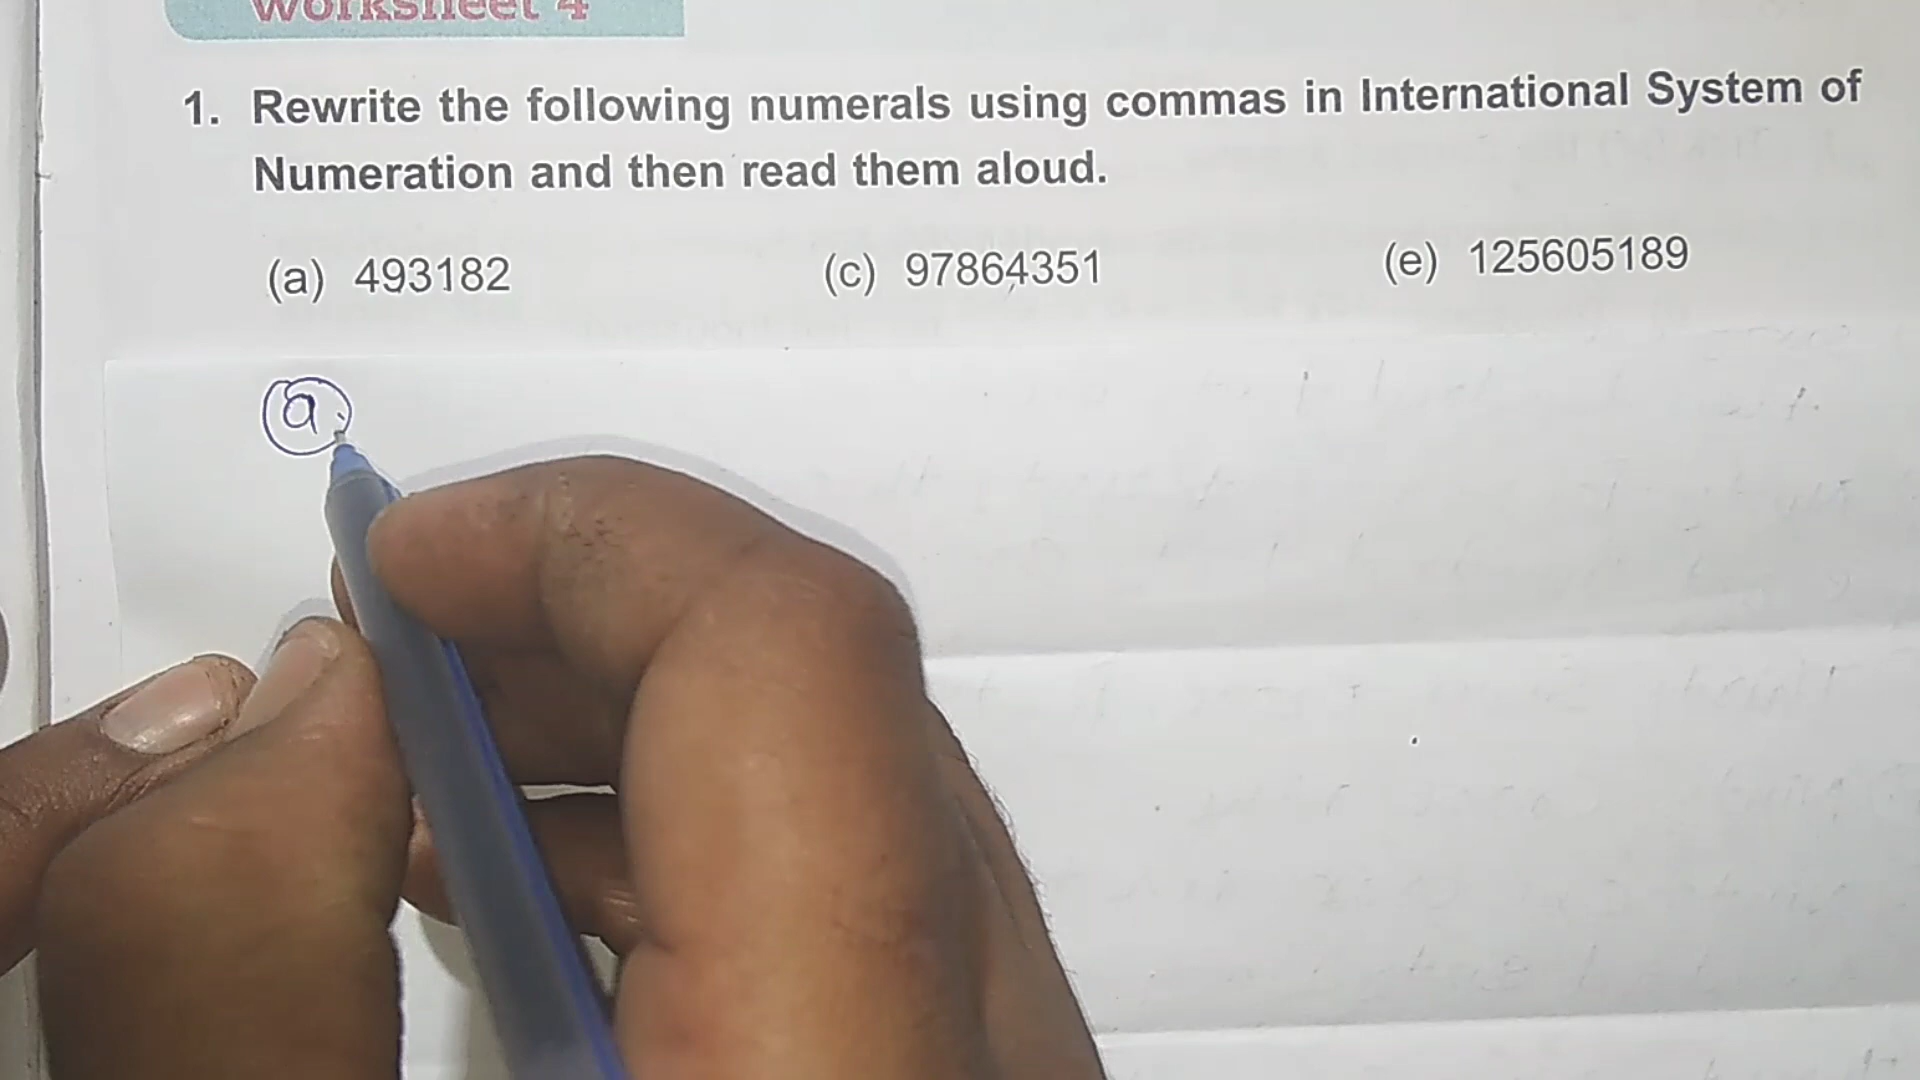 Worksheet 4
1. Rewrite the following numerals using commas in International System of
Numeration and then read them aloud.
(a) 493182 (c) 97864351 (e) 125605189
a